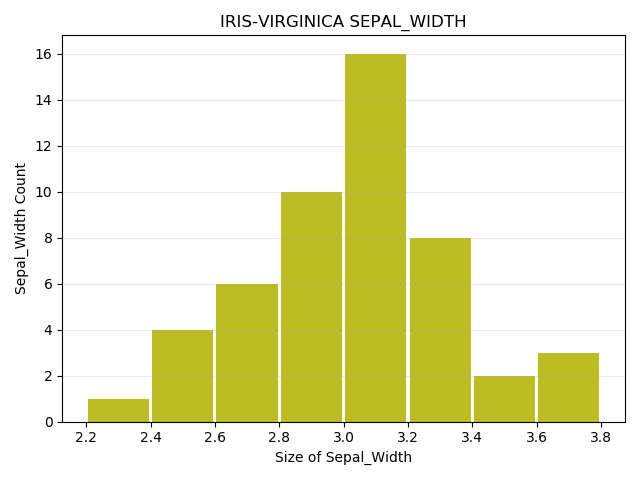 IRIS-VIRGINICA SEPAL_WIDTH
Sepal_Width Count
16
14
12
10
8
6
4
2
0
2.2 2.4 2.6 2.8 3.0 3.2 3.4 3.6 3.8
Size of Sepal_Width